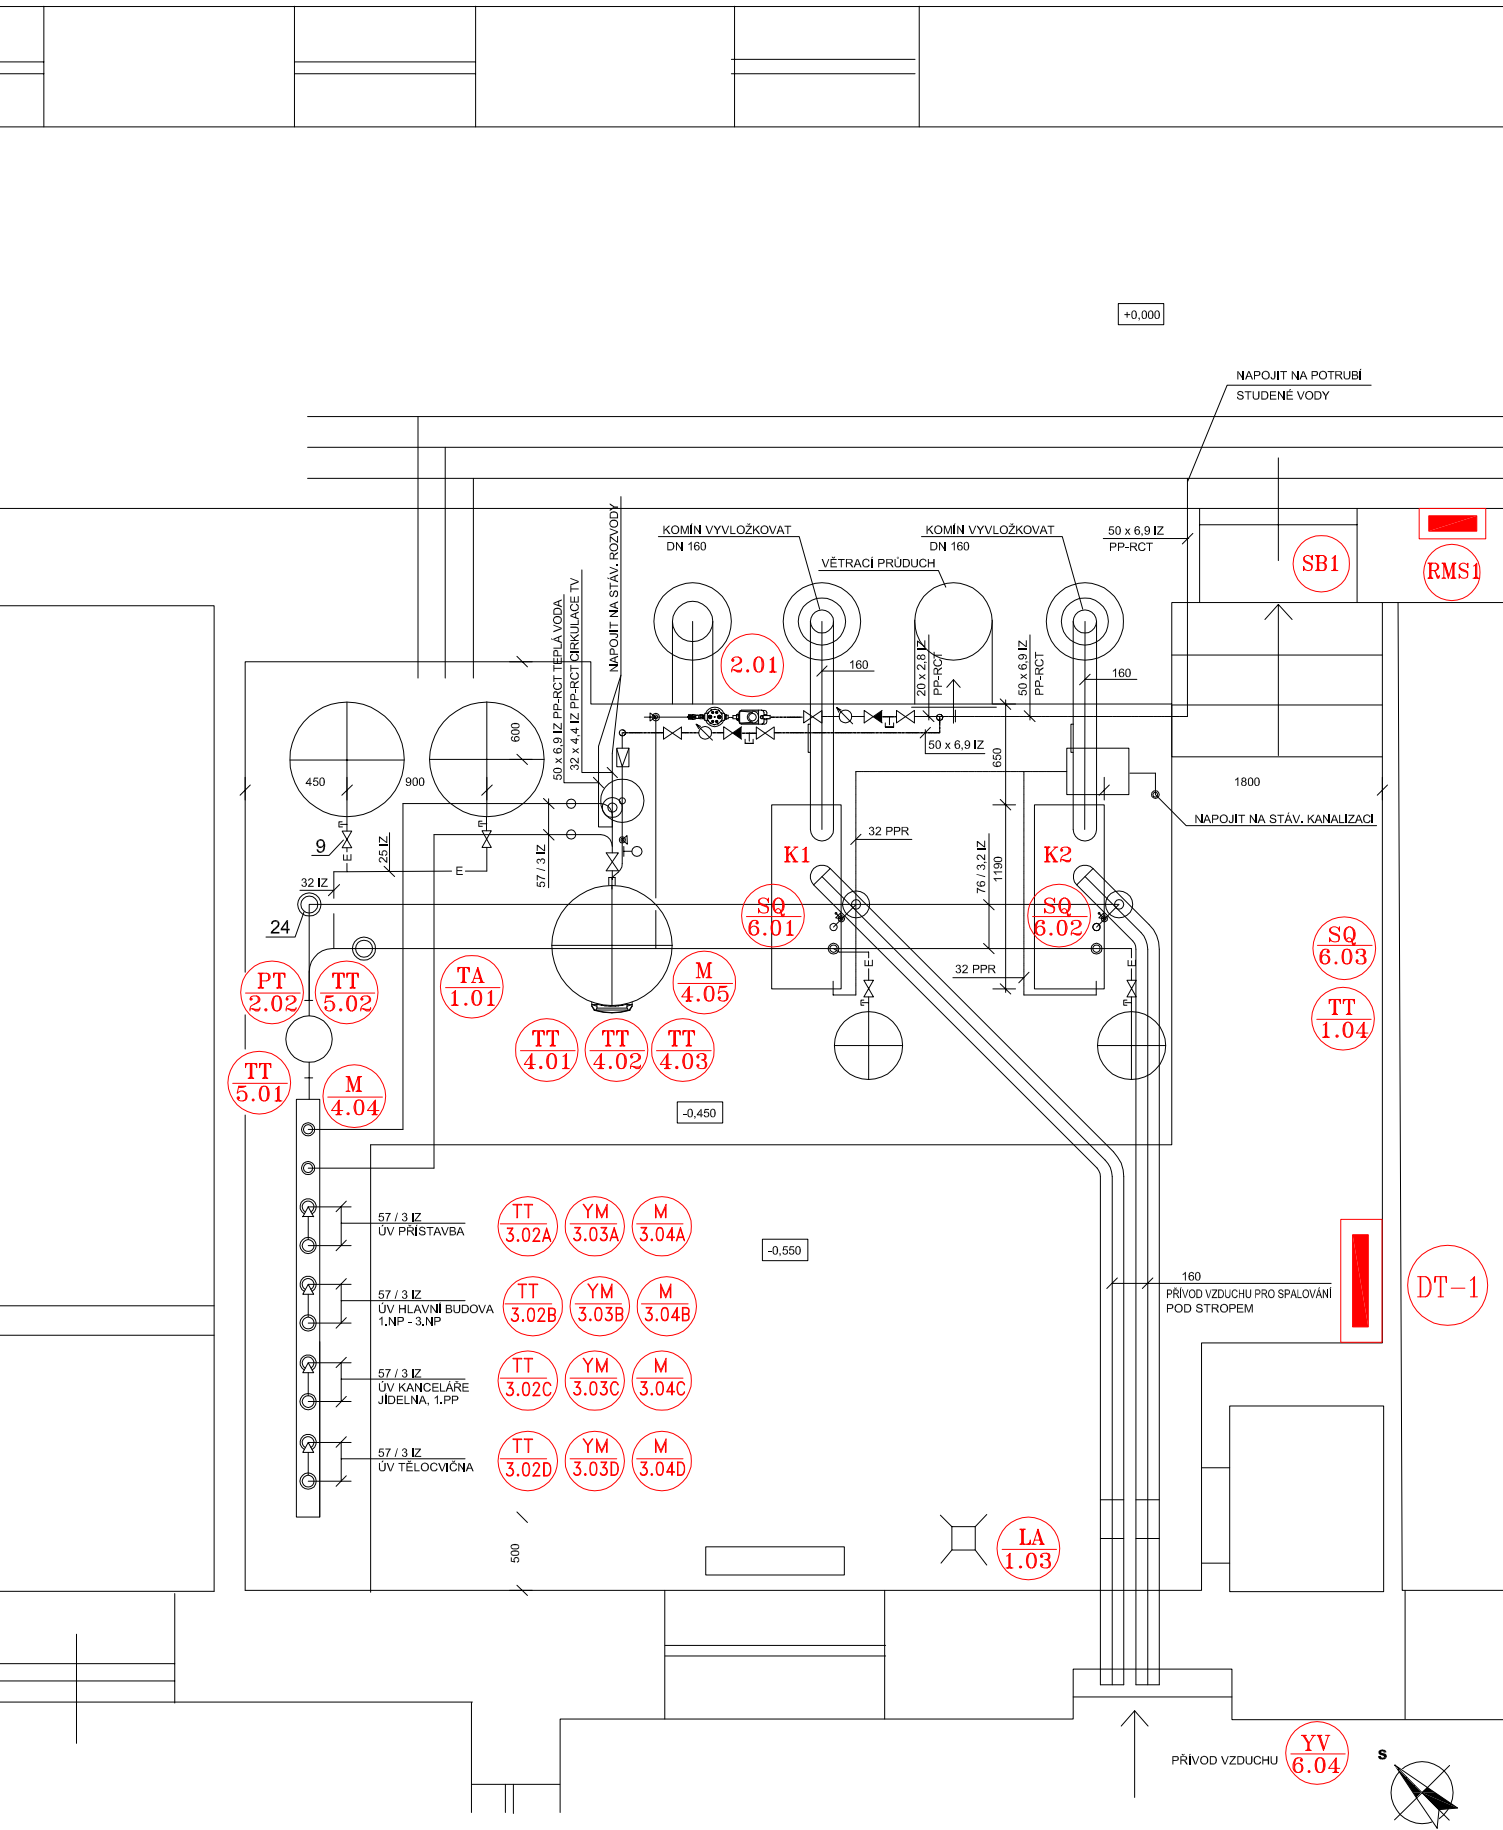 +0,000
NAPOJIT NA POTRUBÍ
STUDENÉ VODY
KOMÍN VYVLOŽKOVAT
DN 160
KOMÍN VYVLOŽKOVAT
DN 160
VĚTRACÍ PRŮDUCH
50 x 6,9 IZ
PP-RCT
SB1
RMS1
NAPOJIT NA STÁV. ROZVODY
50 x 6,9 IZ PP-RCT TEPLÁ VODA
32 x 4,4 IZ PP-RCT CIRKULACE TV
2.01
160
20 x 2,8 IZ
PP-RCT
50 x 6,9 IZ
PP-RCT
160
600
50 x 6,9 IZ
650
450
900
1800
NAPOJIT NA STÁV. KANALIZACI
9
E
25 IZ
E
57 / 3 IZ
32 PPR
K1
K2
76 / 3,2 IZ
1190
32 IZ
24
SQ
6.01
SQ
6.02
SQ
6.03
PT
2.02
TT
5.02
TA
1.01
M
4.05
E
32 PPR
E
TT
1.04
TT
4.01
TT
4.02
TT
4.03
TT
5.01
M
4.04
-0,450
57 / 3 IZ
ÚV PŘÍSTAVBA
TT
3.02A
YM
3.03A
M
3.04A
-0,550
57 / 3 IZ
ÚV HLAVNÍ BUDOVA
1.NP - 3.NP
TT
3.02B
YM
3.03B
M
3.04B
160
PŘÍVOD VZDUCHU PRO SPALOVÁNÍ
POD STROPEM
DT-1
57 / 3 IZ
ÚV KANCELÁŘE
JÍDELNA, 1.PP
TT
3.02C
YM
3.03C
M
3.04C
57 / 3 IZ
ÚV TĚLOCVIČNA
TT
3.02D
YM
3.03D
M
3.04D
500
LA
1.03
PŘÍVOD VZDUCHU
YV
6.04
S